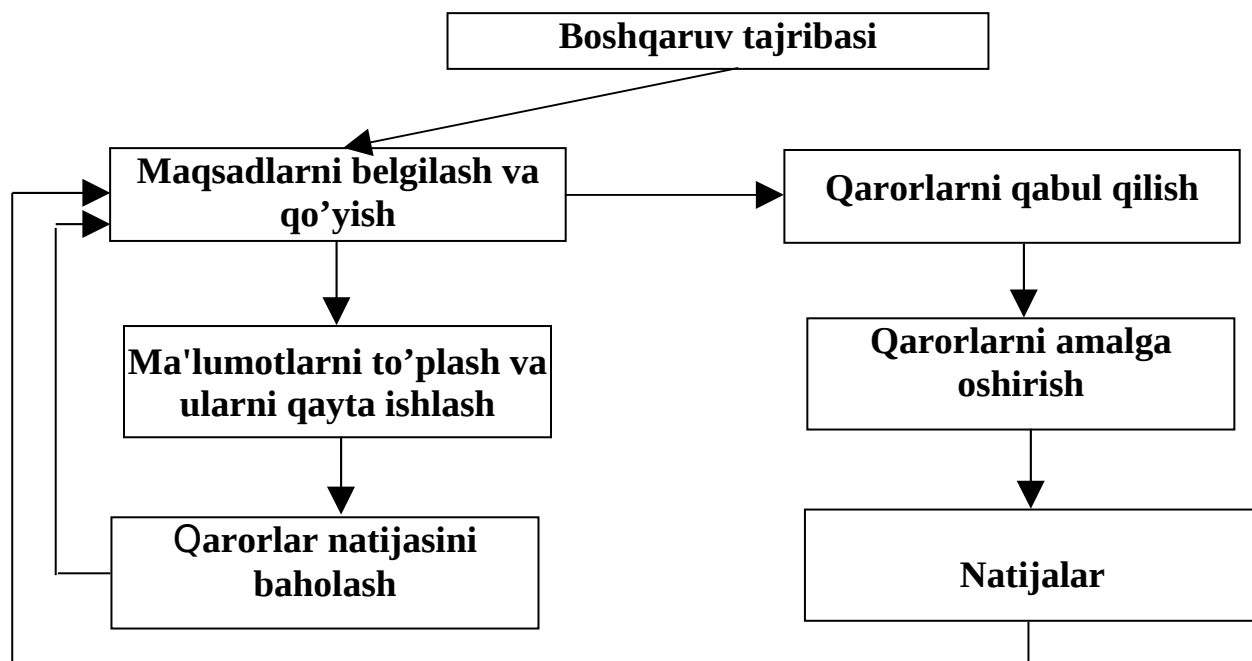 Boshqaruv tajribasi
Maqsadlarni belgilash va
qo’yish
Qarorlarni qabul qilish
Ma'lumotlarni to’plash va
ularni qayta ishlash
Qarorlarni amalga
oshirish
Qarorlar natijasini
baholash
Natijalar